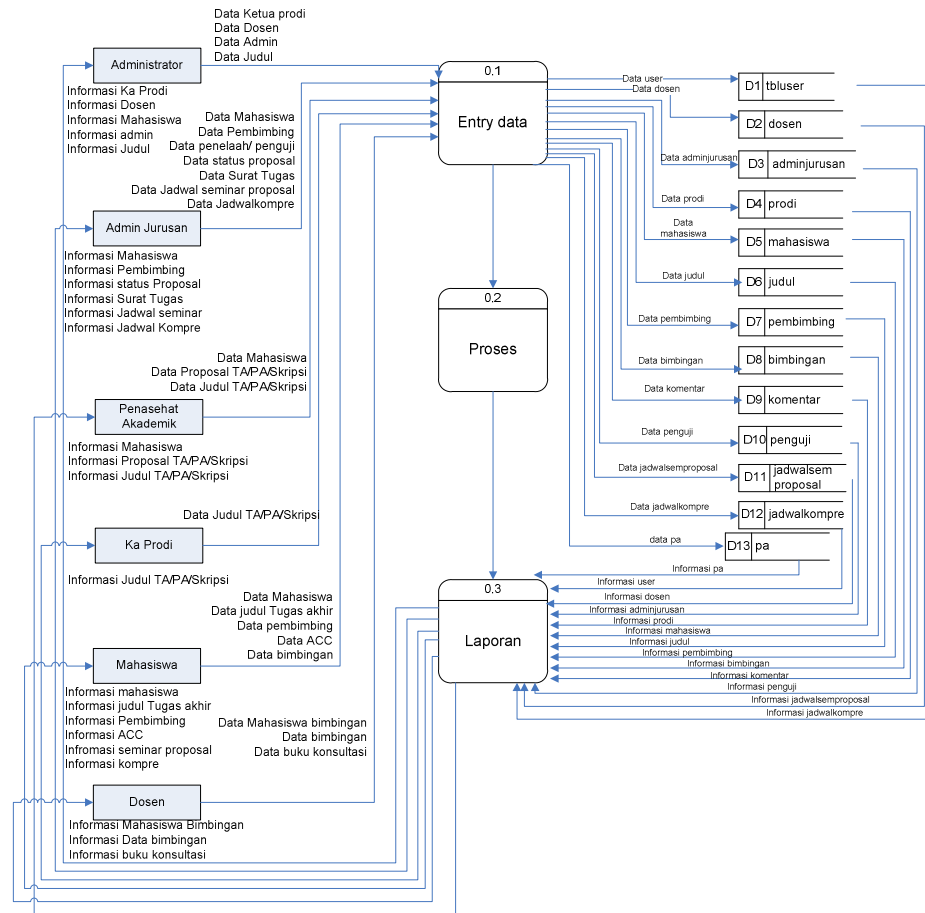 Data Ketua prodi
Data Dosen
Data Admin
Data Judul
Administrator
Informasi Ka Prodi
Informasi Dosen
Informasi Mahasiswa
Informasi admin
Informasi Judul
Data Mahasiswa
Data Pembimbing
Data penelaah/ penguji
Data status proposal
Data Surat Tugas
Data Jadwal seminar proposal
Data Jadwalkompre
Admin Jurusan
Informasi Mahasiswa
Informasi Pembimbing
Informasi status Proposal
Informasi Surat Tugas
Informasi Jadwal seminar
Informasi Jadwal Kompre
Data Mahasiswa
Data Proposal TA/PA/Skripsi
Data Judul TA/PA/Skripsi
Penasehat
Akademik
Informasi Mahasiswa
Informasi Proposal TA/PA/Skripsi
Informasi Judul TA/PA/Skripsi
Data Judul TA/PA/Skripsi
Ka Prodi
Informasi Judul TA/PA/Skripsi
Data Mahasiswa
Data judul Tugas akhir
Data pembimbing
Data ACC
Data bimbingan
Mahasiswa
Informasi mahasiswa
Informasi judul Tugas akhir
Informasi Pembimbing
Informasi ACC
Infromasi seminar proposal
Informasi kompre
Data Mahasiswa bimbingan
Data bimbingan
Data buku konsultasi
Dosen
Informasi Mahasiswa Bimbingan
Informasi Data bimbingan
Informasi buku konsultasi
0.1
Entry data
0.2
Proses
0.3
Laporan
Data user
Data dosen
Data adminjurusan
Data prodi
Data
mahasiswa
Data judul
Data pembimbing
Data bimbingan
Data komentar
Data penguji
Data jadwalsemproposal
Data jadwalkompre
data pa
D1 tbluser
D2 dosen
D3 adminjurusan
D4 prodi
D5 mahasiswa
D6 judul
D7 pembimbing
D8 bimbingan
D9 komentar
D10 penguji
D11 jadwalsem
proposal
D12 jadwalkompre
D13 pa
Informasi pa
Informasi user
Informasi dosen
Informasi adminjurusan
Informasi prodi
Informasi mahasiswa
Informasi judul
Informasi pembimbing
Informasi bimbingan
Informasi komentar
Informasi penguji
Informasi jadwalsemproposal
Informasi jadwalkompre